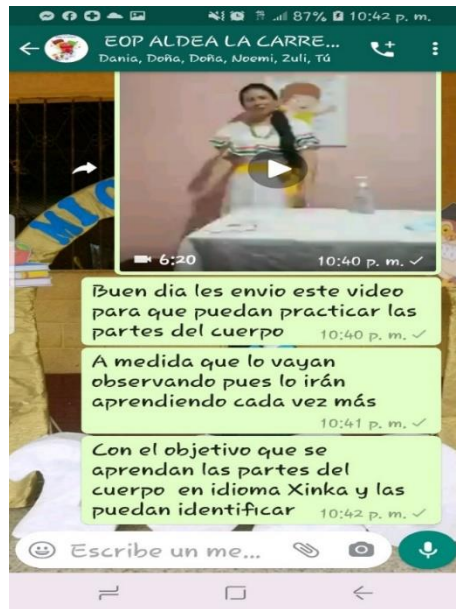 87% 10:42 p. m.
EOP ALDEA LA CARRE...
Dania, Doña, Doña, Noemi, Zuli, Tú
MI C
6:20 10:40 p. m.
Buen dia les envio este video
para que puedan practicar las
partes del cuerpo 10:40 p. m.
A medida que lo vayan
observando pues lo irán
aprendiendo cada vez más
10:41 p. m.
Con el objetivo que se
aprendan las partes del
cuerpo en idioma Xinka y las
puedan identificar 10:42 p. m.
Escribe un me...